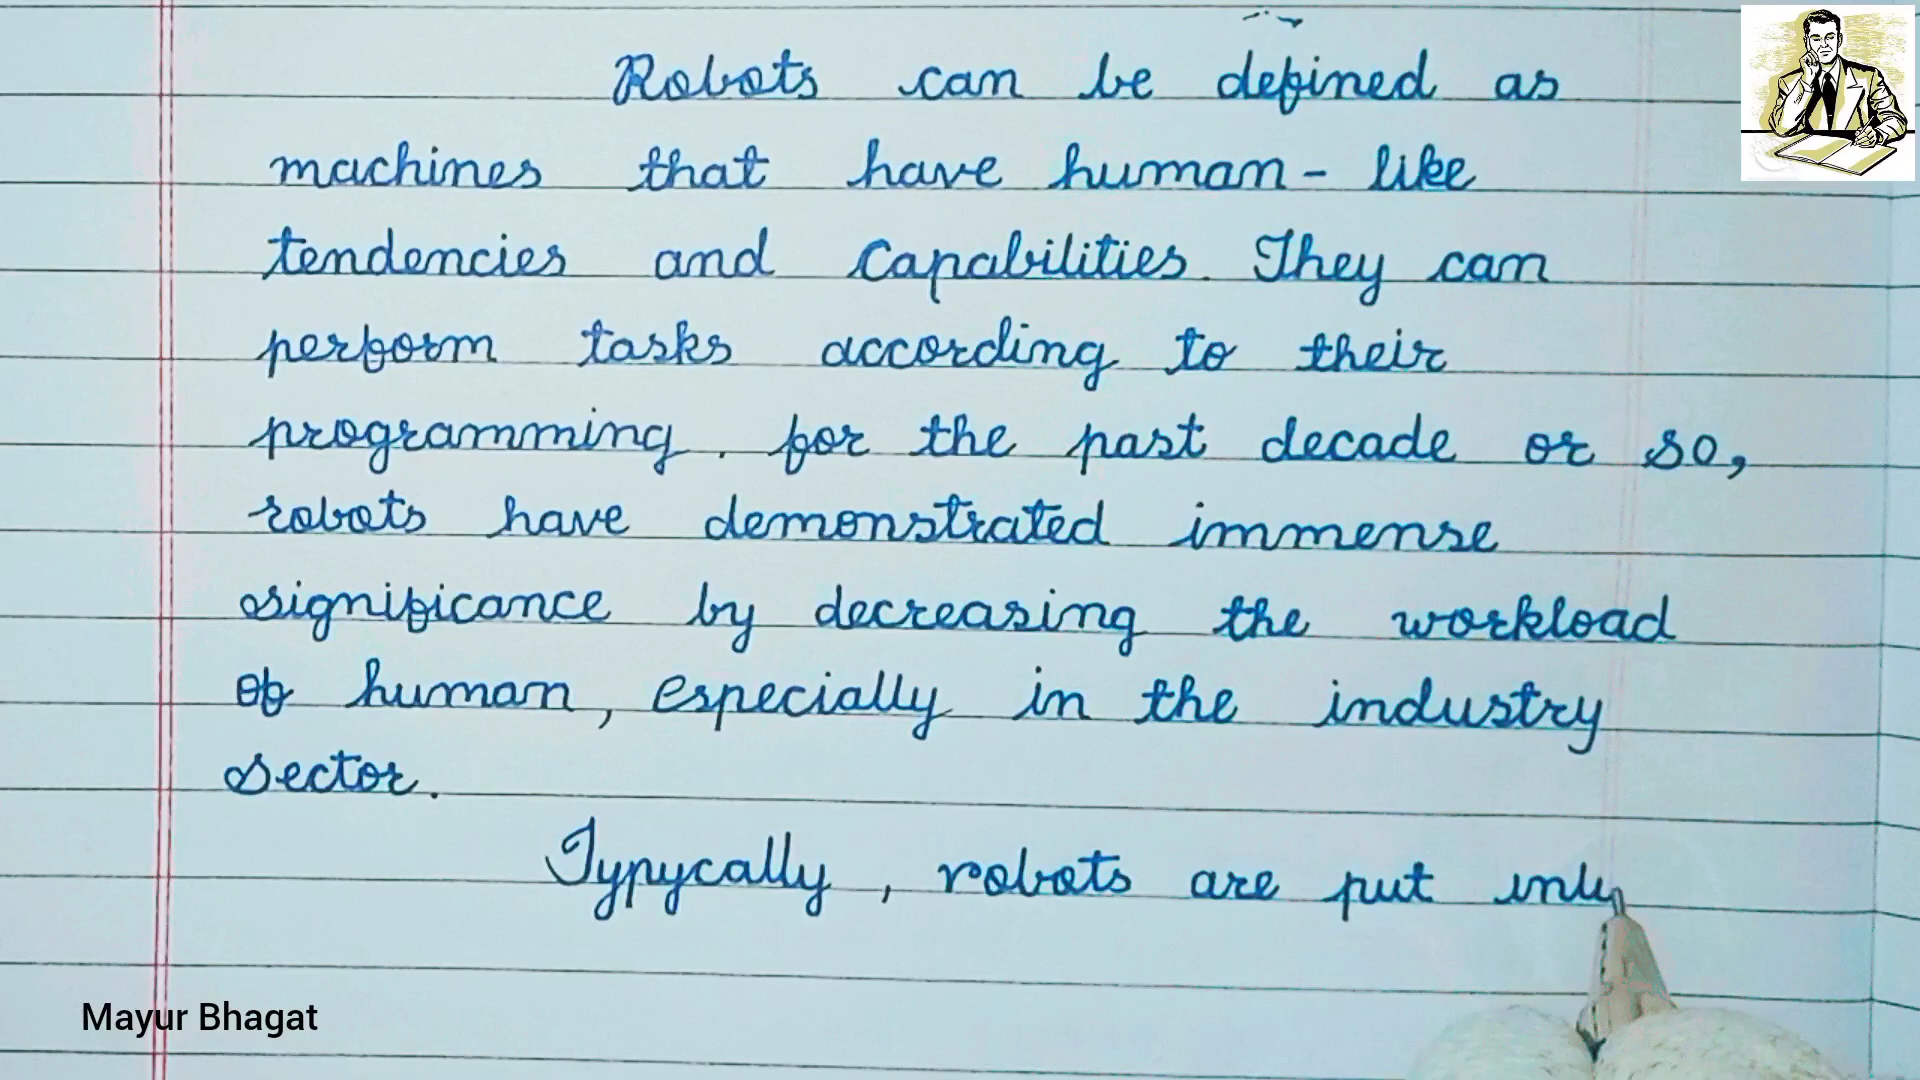 Robots can be defined as
machines that have human-like
tendencies and capabilities. They can
perform tasks according to their
programming. for the past decade or so,
robots have demonstrated immense
significance by decreasing the workload
of human, especially in the industry
sector.
Typycally, robots are put
Mayur Bhagat